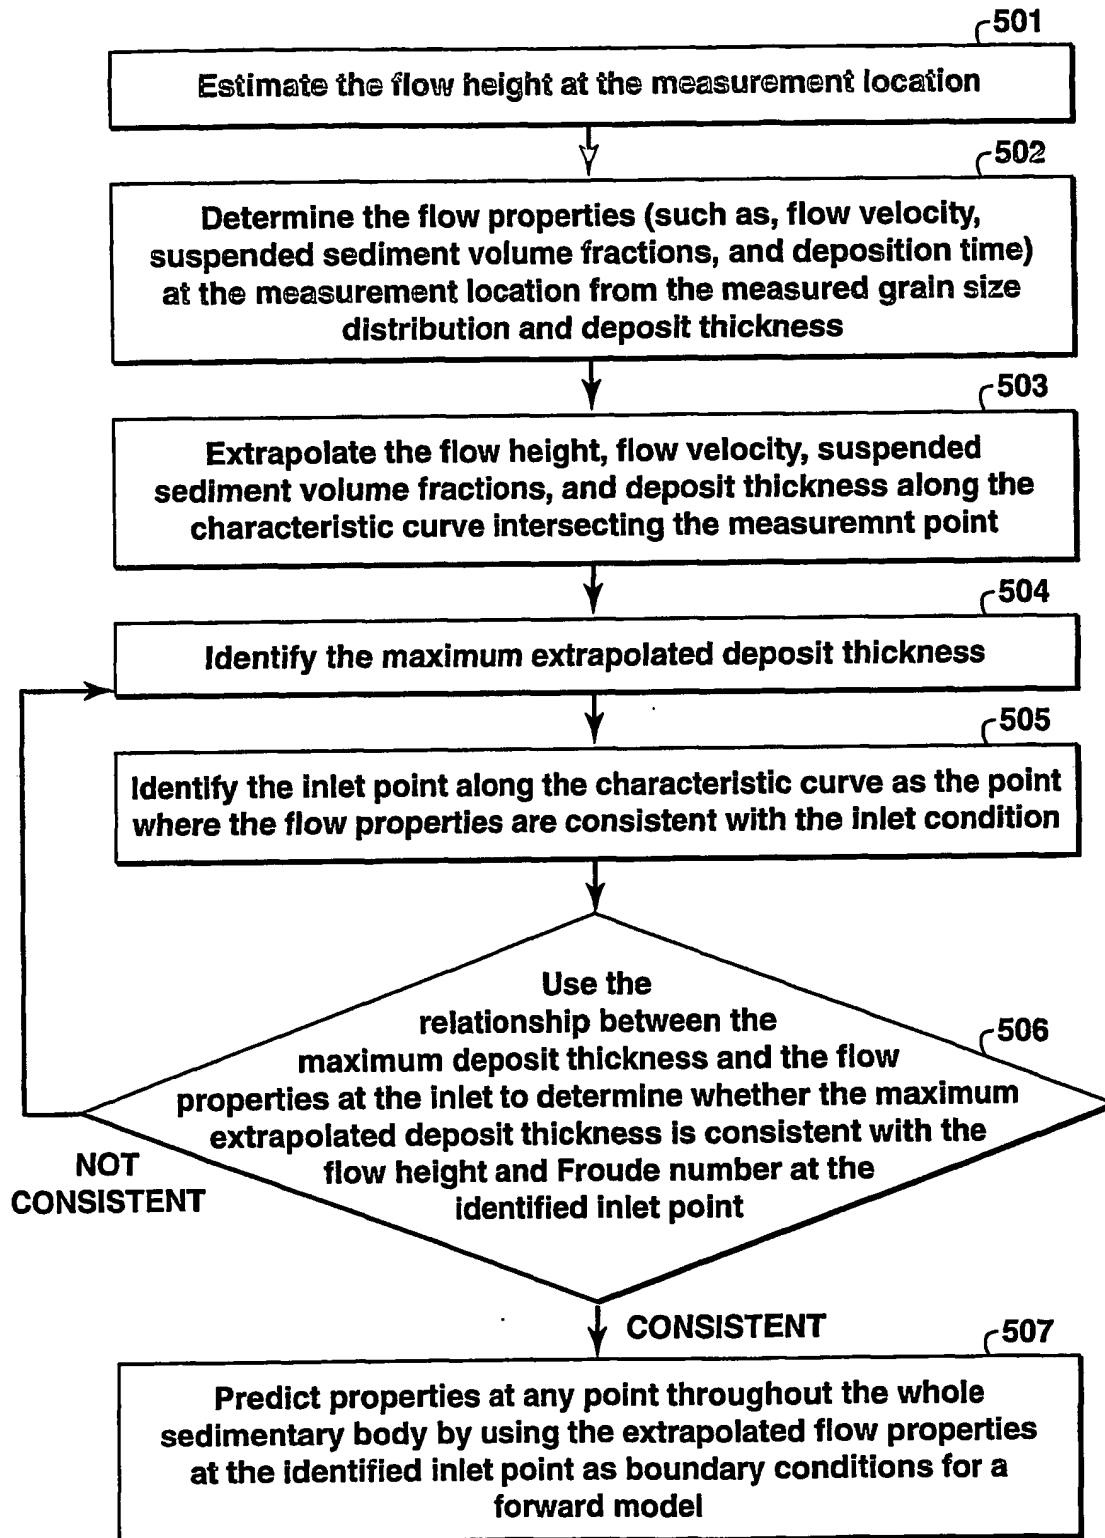 501
Estimate the flow height at the measurement location
502
Determine the flow properties (such as, flow velocity,
suspended sediment volume fractions, and deposition time)
at the measurement location from the measured grain size
distribution and deposit thickness
503
Extrapolate the flow height, flow velocity, suspended
sediment volume fractions, and deposit thickness along the
characteristic curve intersecting the measuremnt point
504
Identify the maximum extrapolated deposit thickness
505
Identify the inlet point along the characteristic curve as the point
where the flow properties are consistent with the inlet condition
506
Use the
relationship between the
maximum deposit thickness and the flow
properties at the inlet to determine whether the maximum
extrapolated deposit thickness is consistent with the
flow height and Froude number at the
identified inlet point
NOT
CONSISTENT
CONSISTENT
507
Predict properties at any point throughout the whole
sedimentary body by using the extrapolated flow properties
at the identified inlet point as boundary conditions for a
forward model